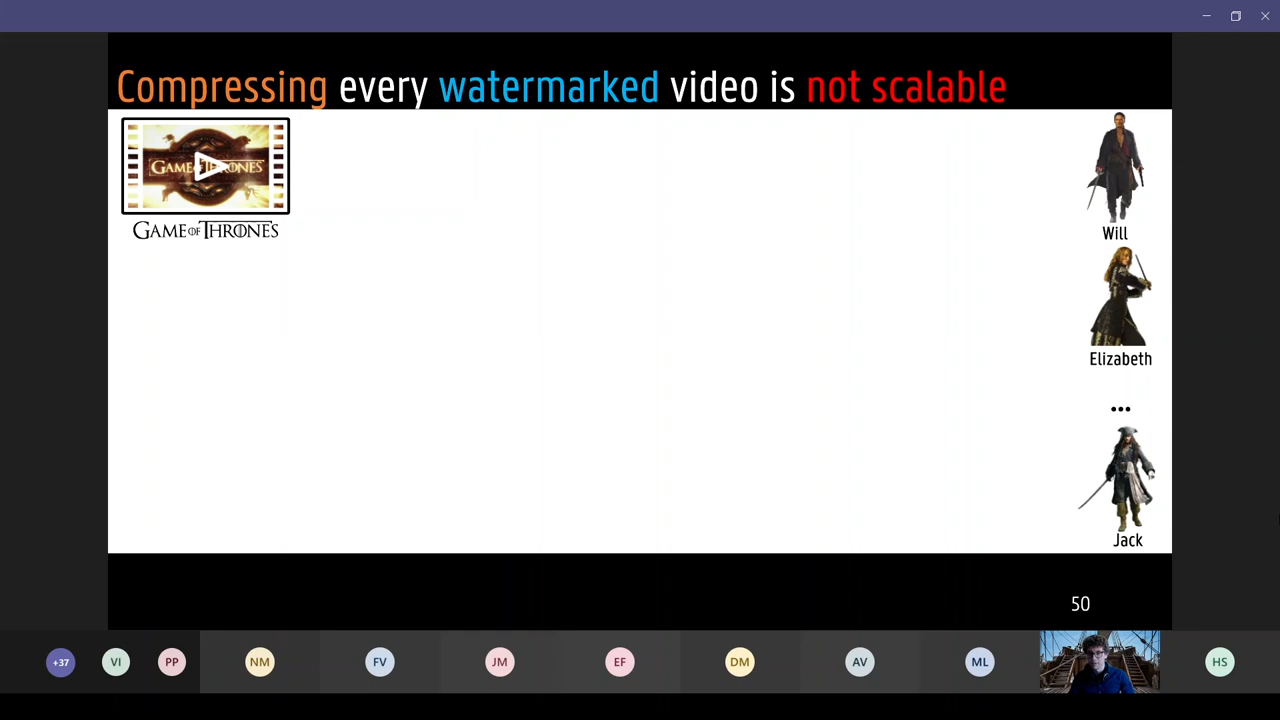 Compressing every watermarked video is not scalable
GAME OF THRONES
GAME OF THRONES
Will
Elizabeth
...
Jack
50
+37
VI
PP
NM
FV
JM
EF
DM
AV
ML
HS